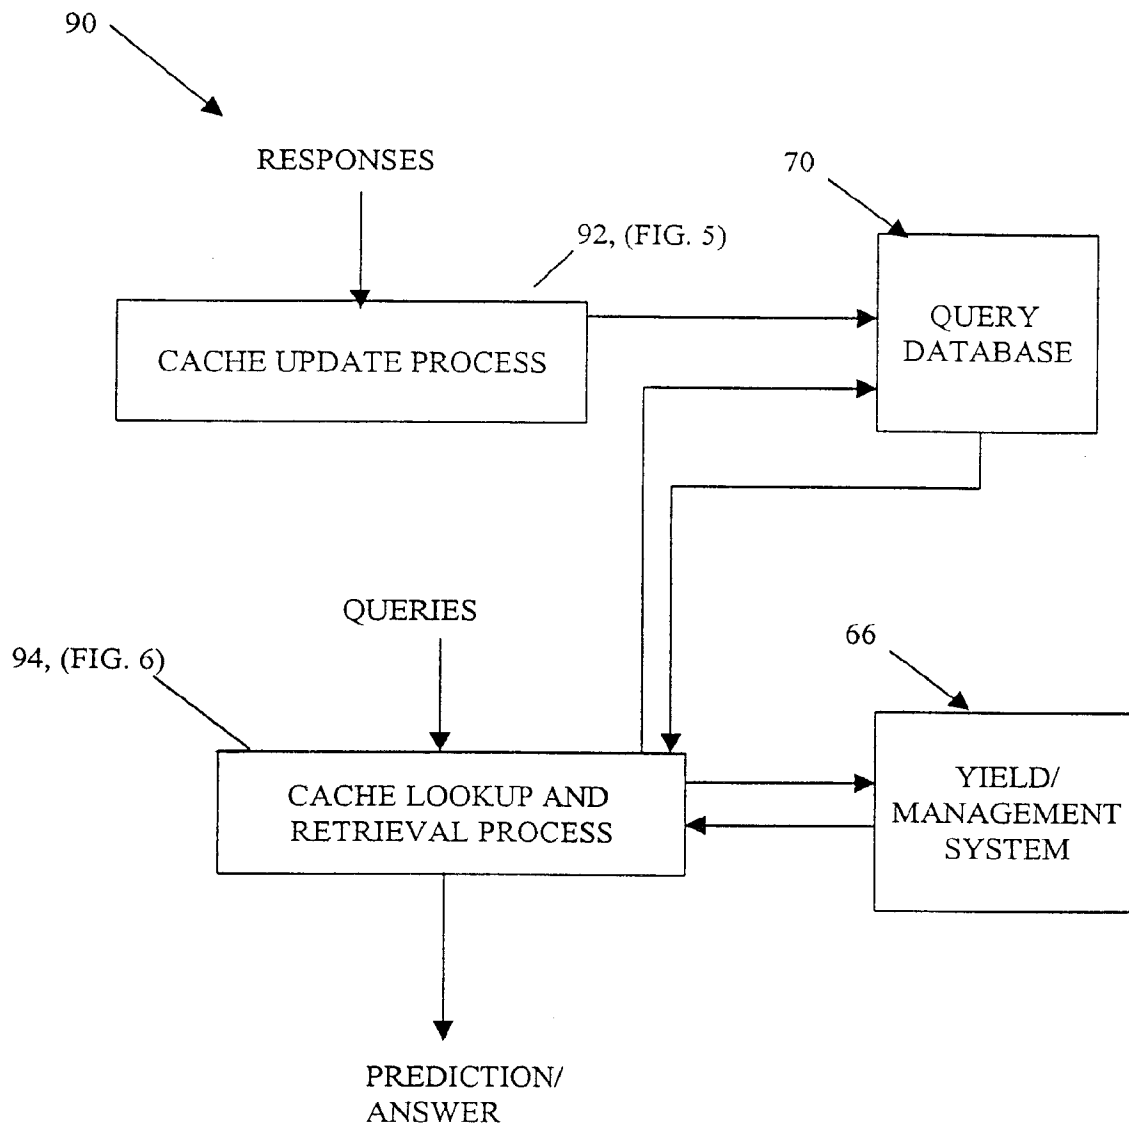 90
RESPONSES
70
92, (FIG. 5)
CACHE UPDATE PROCESS
QUERY
DATABASE
QUERIES
94, (FIG. 6)
66
CACHE LOOKUP AND
RETRIEVAL PROCESS
YIELD/
MANAGEMENT
SYSTEM
PREDICTION/
ANSWER